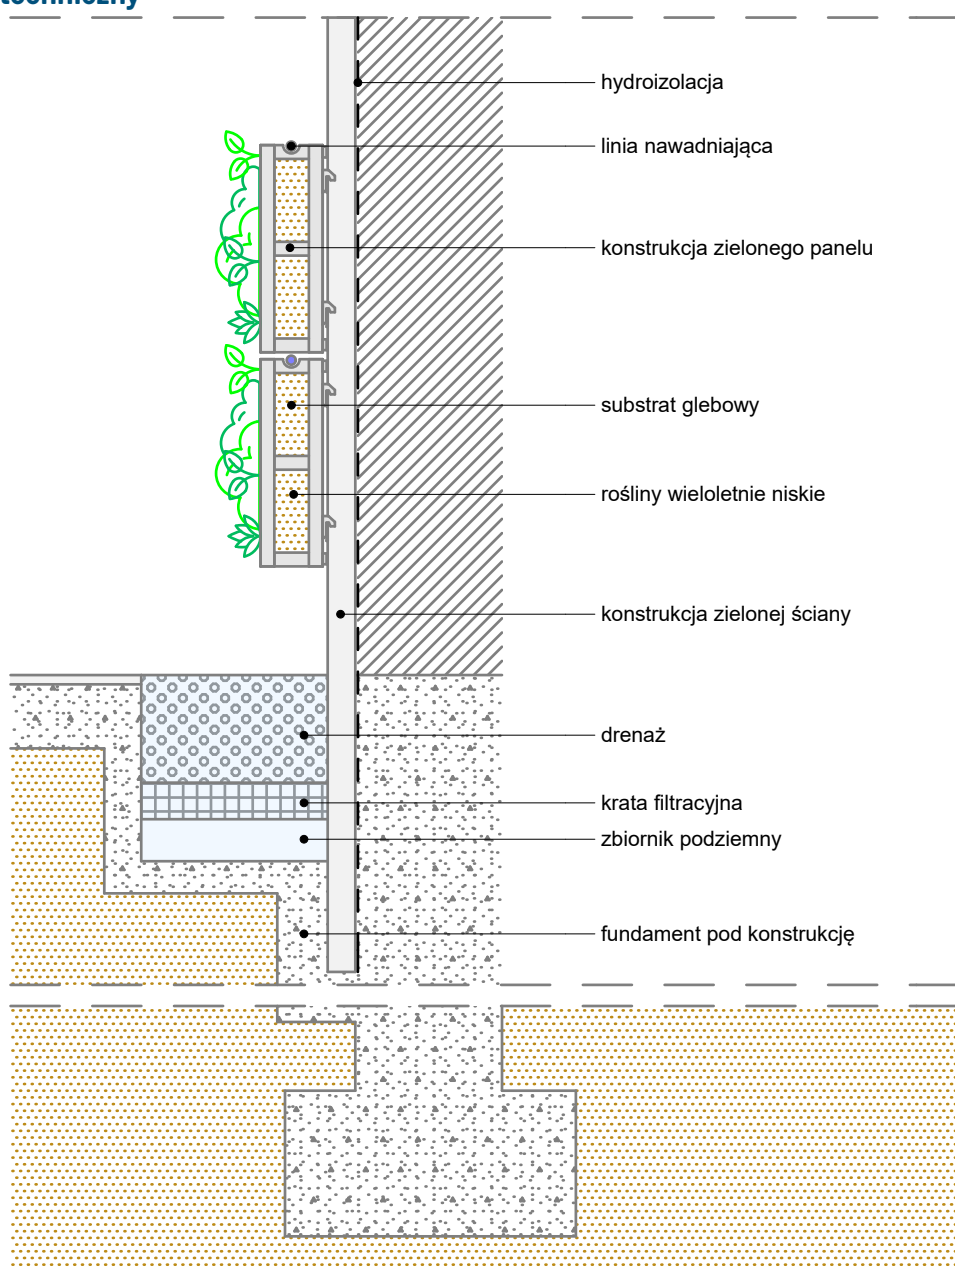 techniczny
hydroizolacja
linia nawadniająca
konstrukcja zielonego panelu
substrat glebowy
rośliny wieloletnie niskie
konstrukcja zielonej ściany
drenaż
krata filtracyjna
zbiornik podziemny
fundament pod konstrukcję